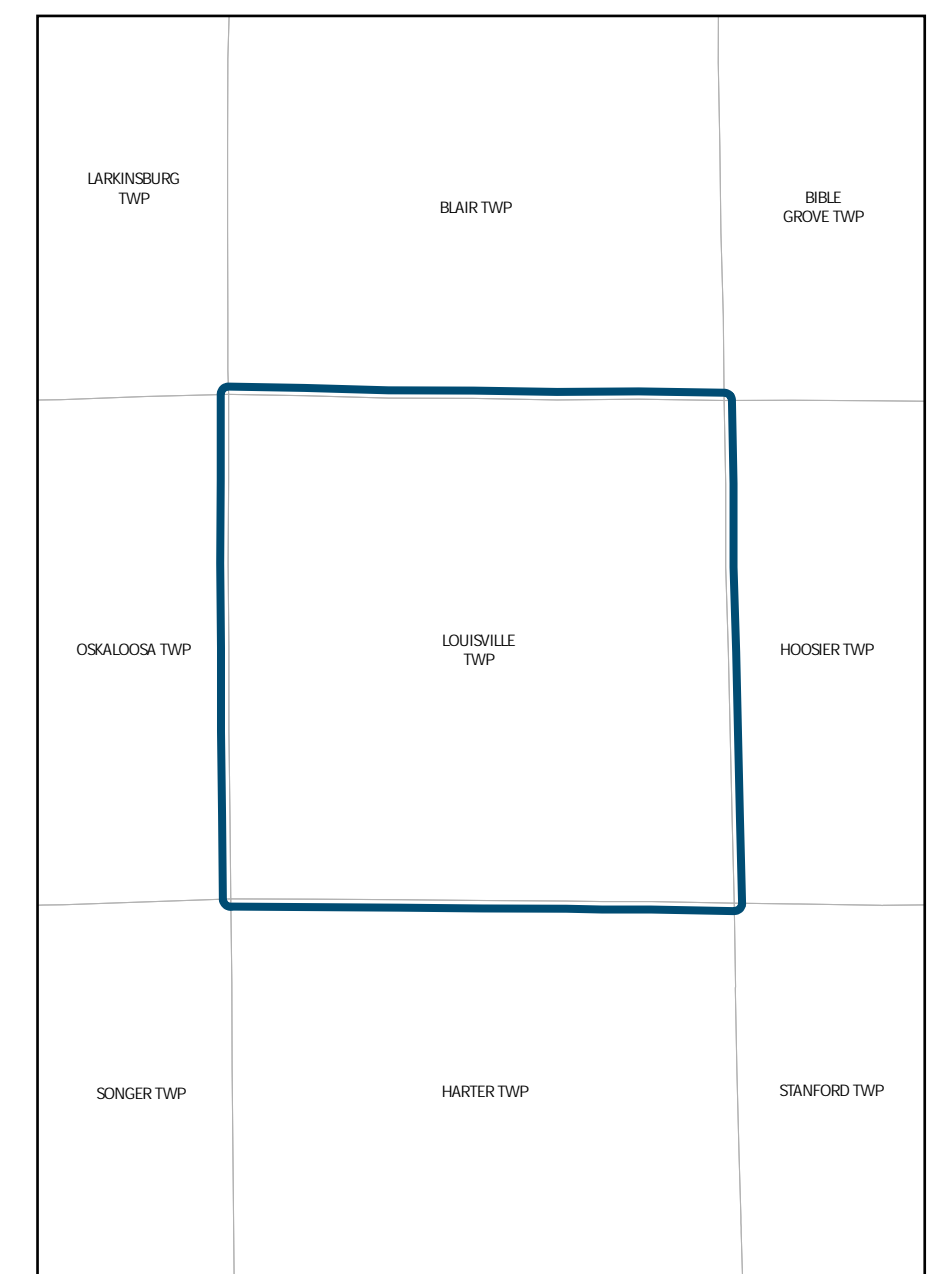 LARKINSBURG
TWP
BLAIR TWP
BIBLE
GROVE TWP
OSKALOOSA TWP
LOUISVILLE
TWP
HOOSIER TWP
SONGER TWP
HARTER TWP
STANFORD TWP